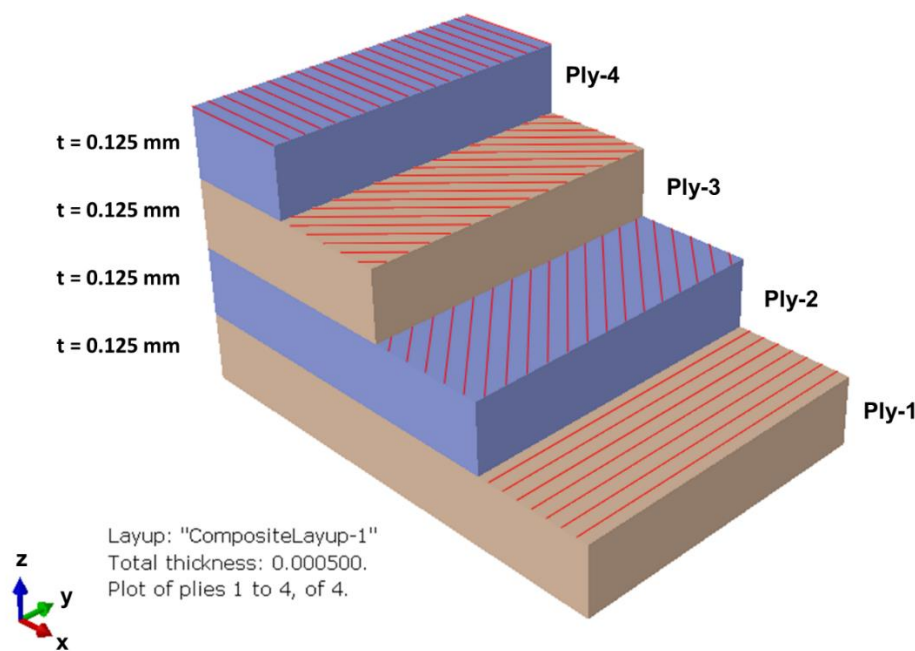 Ply-4
t = 0.125 mm
Ply-3
t = 0.125 mm
t = 0.125 mm
Ply-2
t = 0.125 mm
Ply-1
Layup: "CompositeLayup-1"
Total thickness: 0.000500.
Plot of plies 1 to 4, of 4.
z
y
x